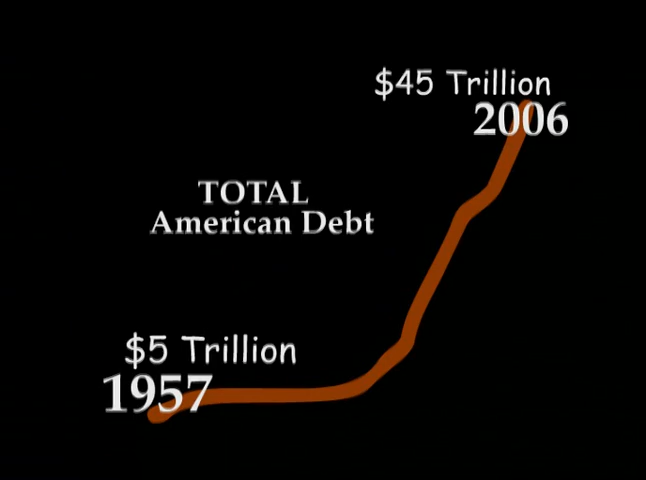 $45 Trillion
2006
TOTAL
American Debt
$5 Trillion
1957